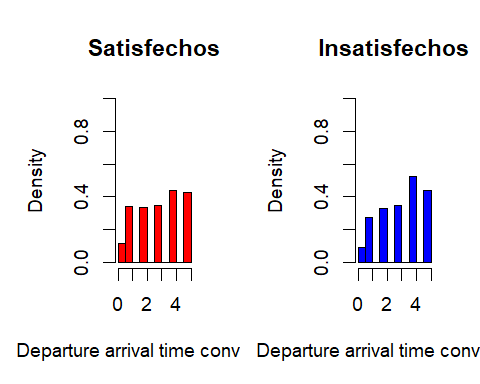 Satisfechos
Density
0.0 0.4 0.8
0 2 4
Departure arrival time conv
Insatisfechos
Density
0.0 0.4 0.8
0 2 4
Departure arrival time conv